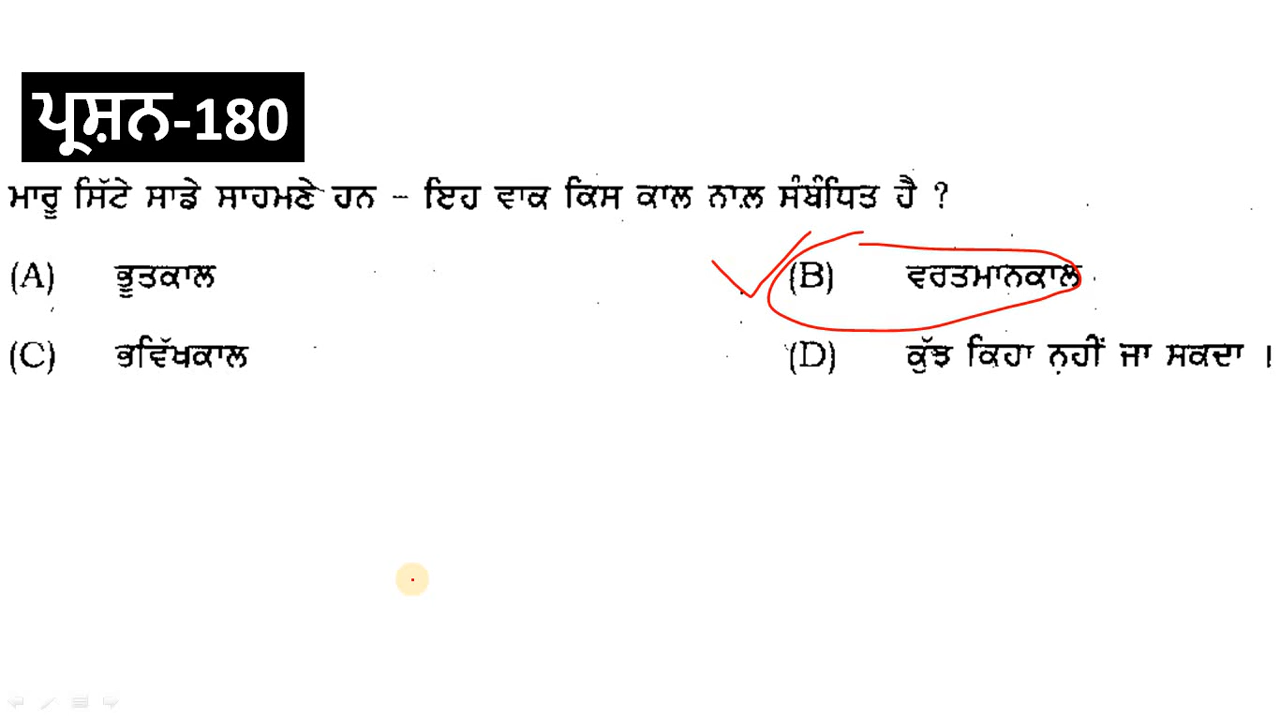 ਪ੍ਰਸ਼ਨ-180
ਮਾਰੂ ਸਿੱਟੇ ਸਾਡੇ ਸਾਹਮਣੇ ਹਨ – ਇਹ ਵਾਕ ਕਿਸ ਕਾਲ ਨਾਲ ਸੰਬੰਧਿਤ ਹੈ ?
(A) ਭੂਤਕਾਲ (B) ਵਰਤਮਾਨਕਾਲ
(C) ਭਵਿੱਖਕਾਲ (D) ਕੁੱਝ ਕਿਹਾ ਨਹੀਂ ਜਾ ਸਕਦਾ ।